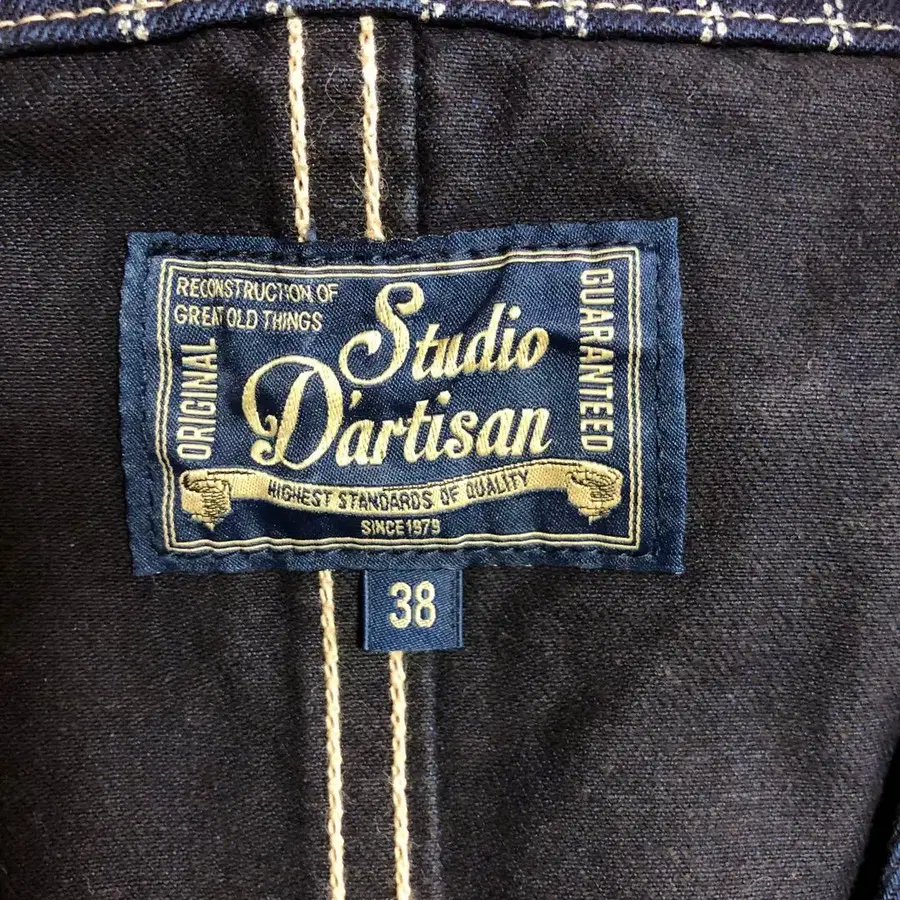 RECONSTRUCTION OF
GREAT OLD THINGS
ORIGINAL
Studio
D'artisan
GUARANTEED
HIGHEST STANDARDS OF QUALITY
SINCE 1979
38